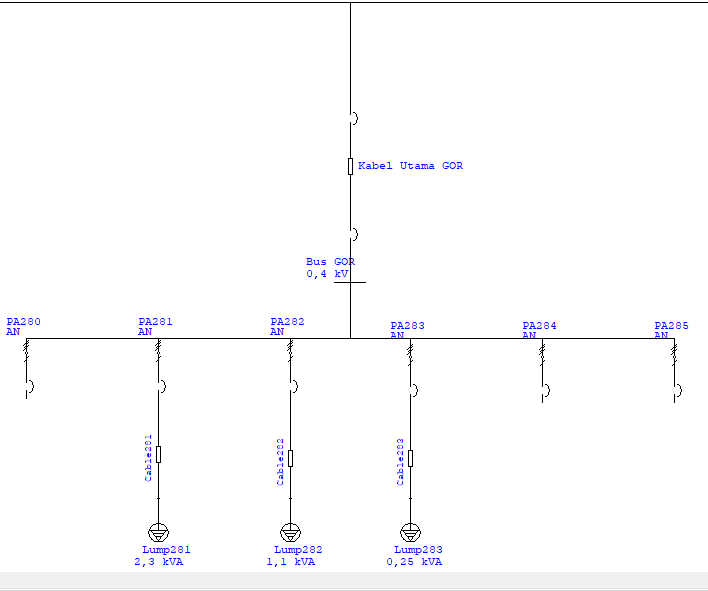 Kabel Utama GOR
Bus GOR
0,4 kV
PA280
AN
PA281
AN
PA282
AN
PA283
AN
PA284
AN
PA285
AN
Cable281
Cable282
Cable283
Lump281
2,3 kVA
Lump282
1,1 kVA
Lump283
0,25 kVA